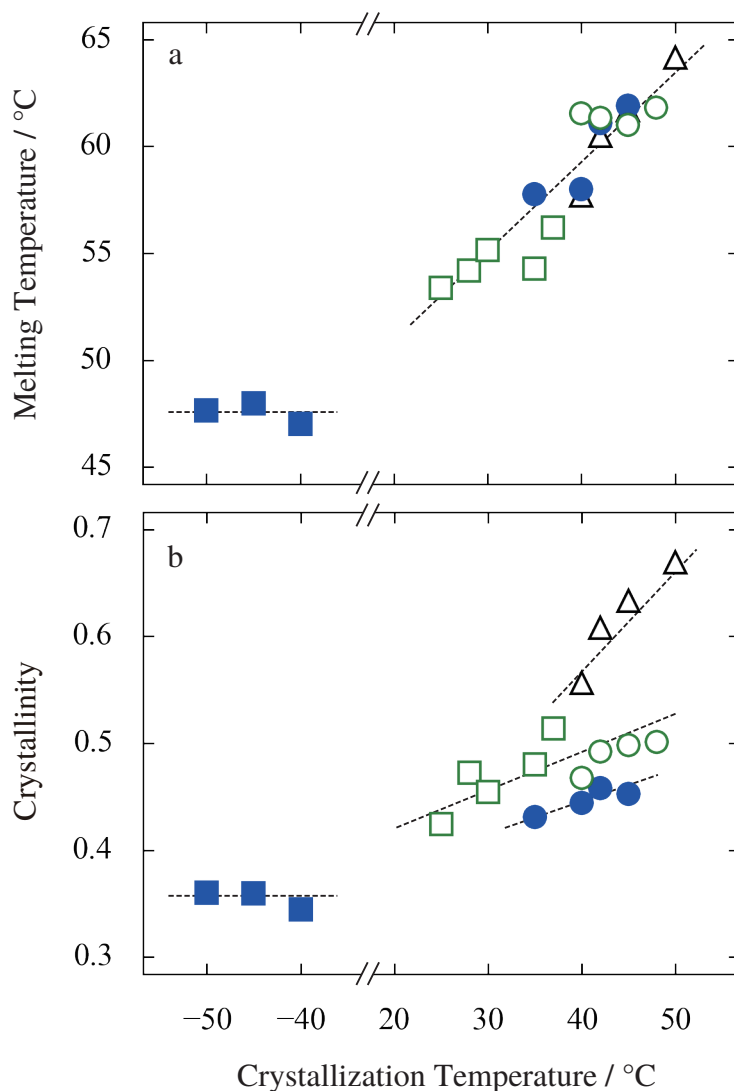 a
65
60
55
50
45
Melting Temperature / °C
b
0.7
0.6
0.5
0.4
0.3
Crystallinity
−50 −40 20 30 40 50
Crystallization Temperature / °C